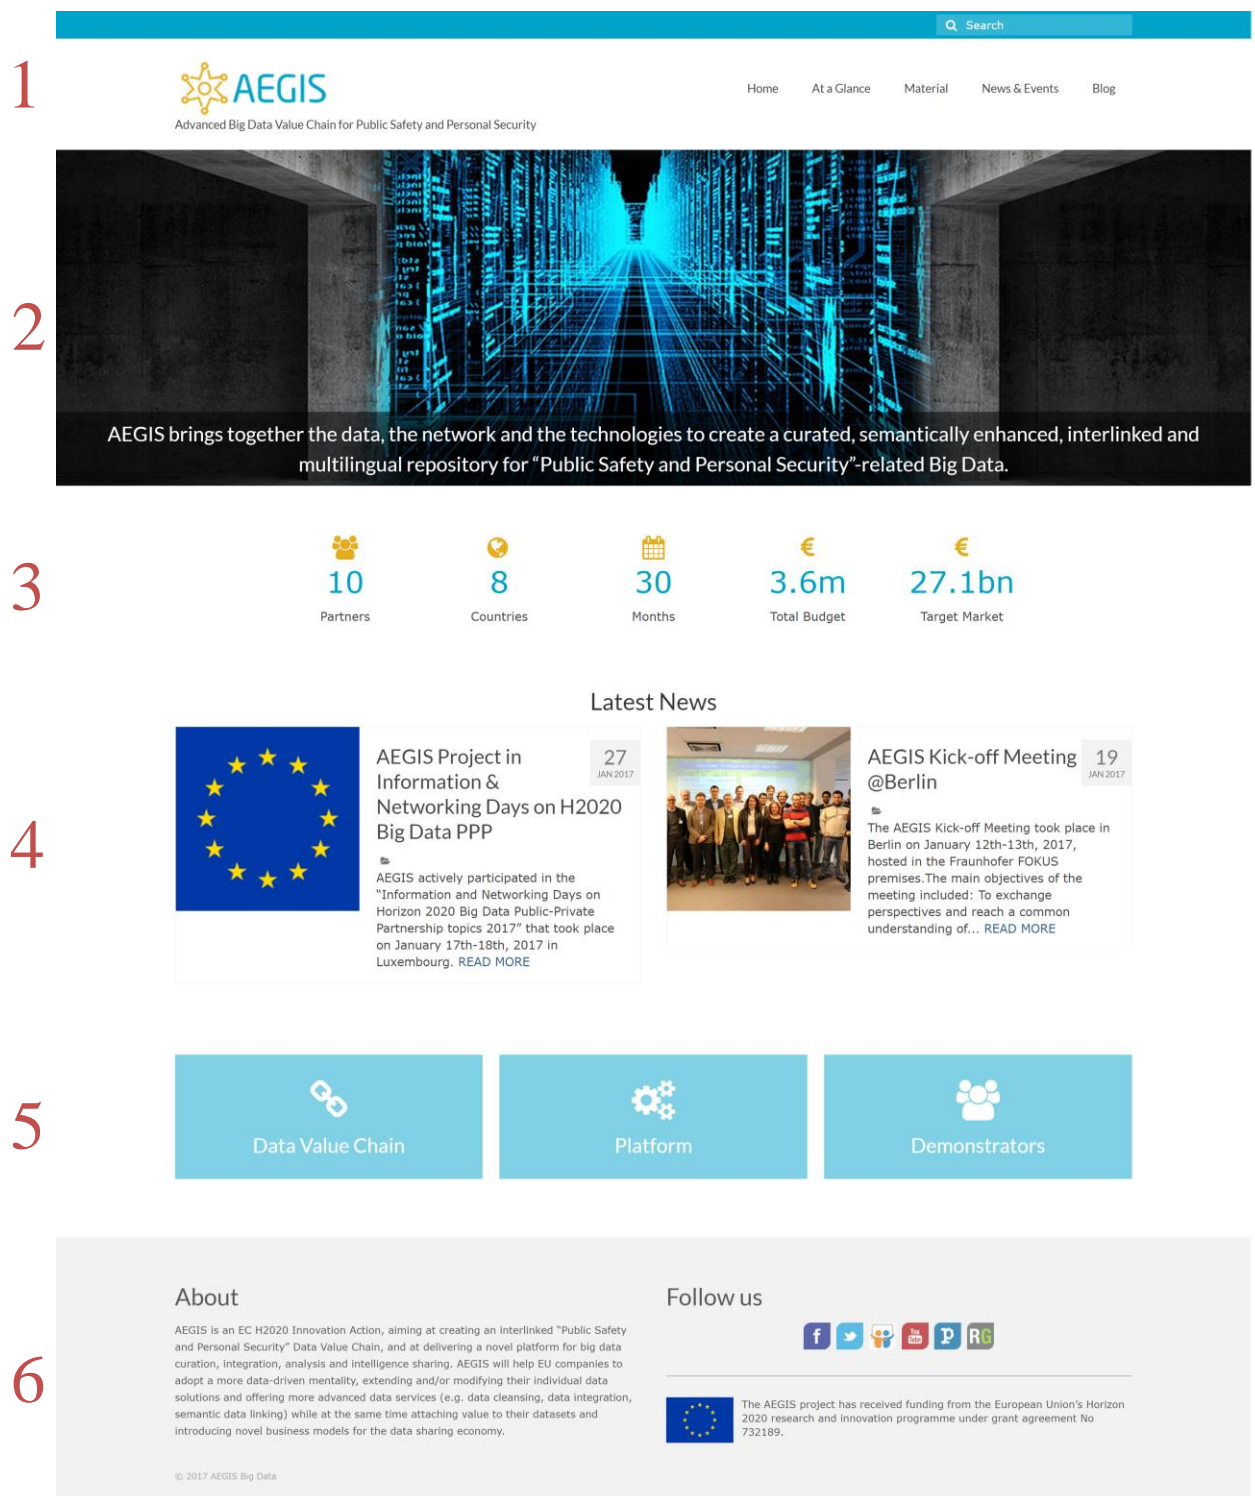 Search
1
AEGIS
Advanced Big Data Value Chain for Public Safety and Personal Security
Home At a Glance Material News & Events Blog
2
AEGIS brings together the data, the network and the technologies to create a curated, semantically enhanced, interlinked and
multilingual repository for “Public Safety and Personal Security”-related Big Data.
3
10 8 30 3.6m 27.1bn
Partners Countries Months Total Budget Target Market
Latest News
4
AEGIS Project in
Information &
Networking Days on H2020
Big Data PPP
27
JAN 2017
AEGIS actively participated in the
“Information and Networking Days on
Horizon 2020 Big Data Public-Private
Partnership topics 2017” that took place
on January 17th-18th, 2017 in
Luxembourg. READ MORE
AEGIS Kick-off Meeting
@Berlin
19
JAN 2017
The AEGIS Kick-off Meeting took place in
Berlin on January 12th-13th, 2017,
hosted in the Fraunhofer FOKUS
premises.The main objectives of the
meeting included: To exchange
perspectives and reach a common
understanding of... READ MORE
5
Data Value Chain
Platform
Demonstrators
6
About
AEGIS is an EC H2020 Innovation Action, aiming at creating an interlinked “Public Safety
and Personal Security” Data Value Chain, and at delivering a novel platform for big data
curation, integration, analysis and intelligence sharing. AEGIS will help EU companies to
adopt a more data-driven mentality, extending and/or modifying their individual data
solutions and offering more advanced data services (e.g. data cleansing, data integration,
semantic data linking) while at the same time attaching value to their datasets and
introducing novel business models for the data sharing economy.
© 2017 AEGIS Big Data
Follow us
f You Tube p RG
The AEGIS project has received funding from the European Union's Horizon
2020 research and innovation programme under grant agreement No
732189.